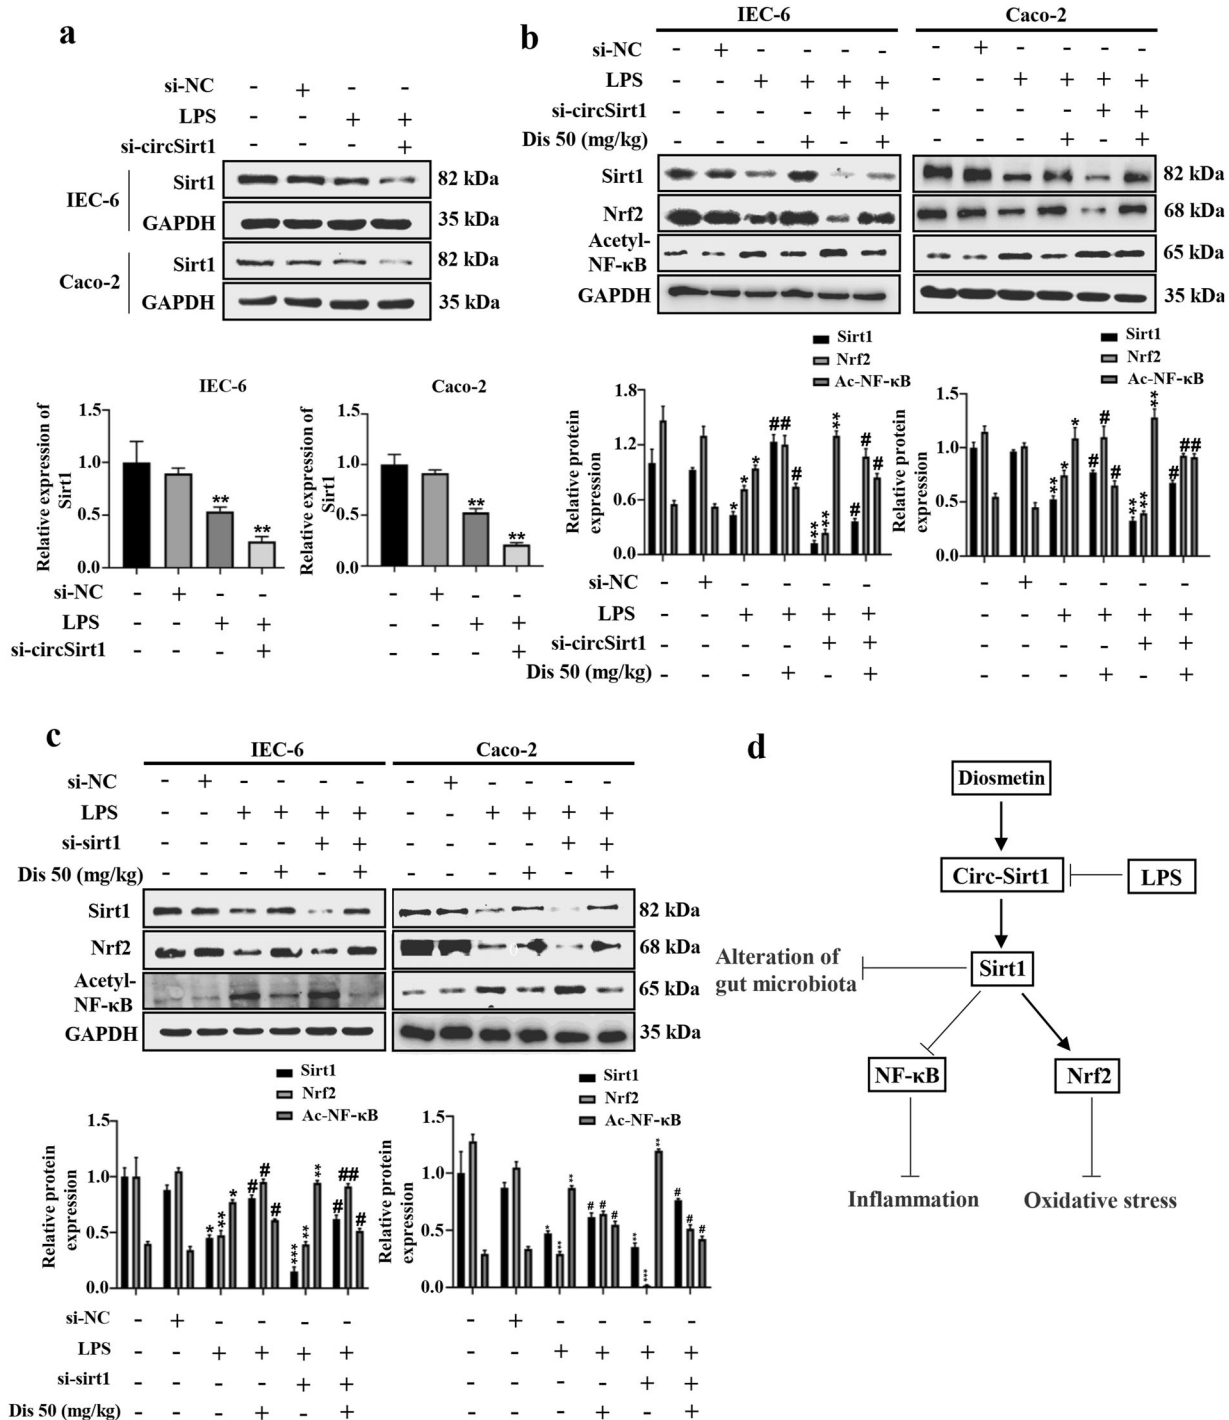 a
si-NC - + - -
LPS - - + +
si-circSirt1 - - - +
IEC-6
Sirt1 82 kDa
GAPDH 35 kDa
Caco-2
Sirt1 82 kDa
GAPDH 35 kDa
IEC-6
Relative expression of
Sirt1
1.5
1.0
0.5
0.0
** **
Caco-2
Relative expression of
Sirt1
1.5
1.0
0.5
0.0
** **
si-NC - + - - - + - -
LPS - - + + - - + +
si-circSirt1 - - - + - - - +
b
IEC-6 Caco-2
si-NC - + - - - - - + - - - -
LPS - - + + + + - - + + + +
si-circSirt1 - - - - + + - - - - + +
Dis 50 (mg/kg) - - - + - + - - - + - +
Sirt1 82 kDa
Nrf2 68 kDa
Acetyl-
NF-κB 65 kDa
GAPDH 35 kDa
Sirt1
Nrf2
Ac-NF-κB
Relative protein
expression
1.8
1.2
0.6
0.0
* * * ## ## # ** *** ** # # #
Sirt1
Nrf2
Ac-NF-κB
Relative protein
expression
1.5
1.0
0.5
0.0
** * * # # # ** *** ** # ##
si-NC - + - - - - - + - - - -
LPS - - + + + + - - + + + +
si-circSirt1 - - - - + + - - - - + +
Dis 50 (mg/kg) - - - + - + - - - + - +
c
IEC-6 Caco-2
si-NC - + - - - - - + - - - -
LPS - - + + + + - - + + + +
si-sirt1 - - - - + + - - - - + +
Dis 50 (mg/kg) - - - + - + - - - + - +
Sirt1 82 kDa
Nrf2 68 kDa
Acetyl-
NF-κB 65 kDa
GAPDH 35 kDa
Sirt1
Nrf2
Ac-NF-κB
Relative protein
expression
1.5
1.0
0.5
0.0
* ** * # # # *** ** ** # ## #
Sirt1
Nrf2
Ac-NF-κB
Relative protein
expression
1.5
1.0
0.5
0.0
* ** ** # # # *** *** ** # # #
si-NC - + - - - - - + - - - -
LPS - - + + + + - - + + + +
si-sirt1 - - - - + + - - - - + +
Dis 50 (mg/kg) - - - + - + - - - + - +
d
Diosmetin
Circ-Sirt1 LPS
Sirt1
Alteration of
gut microbiota
NF-κB Nrf2
Inflammation Oxidative stress